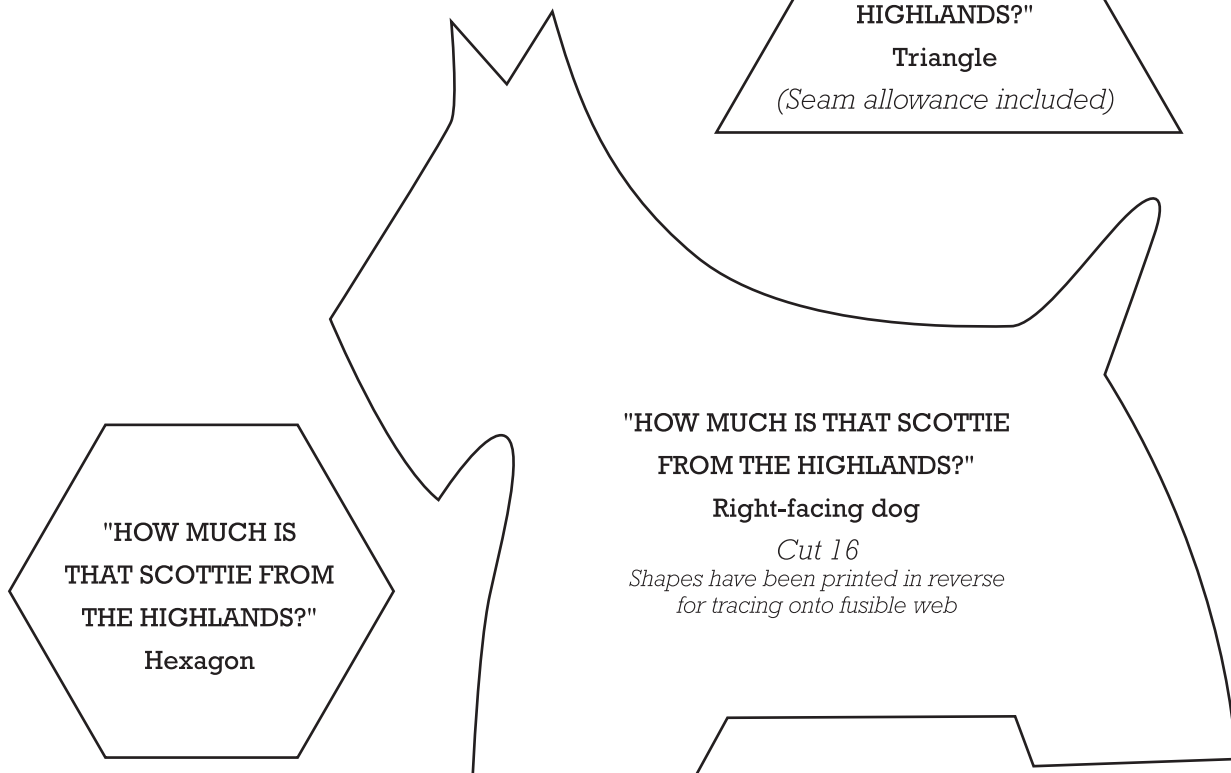 HIGHLANDS?"
Triangle
(Seam allowance included)
"HOW MUCH IS THAT SCOTTIE
FROM THE HIGHLANDS?"
Right-facing dog
Cut 16
Shapes have been printed in reverse
for tracing onto fusible web
"HOW MUCH IS
THAT SCOTTIE FROM
THE HIGHLANDS?"
Hexagon